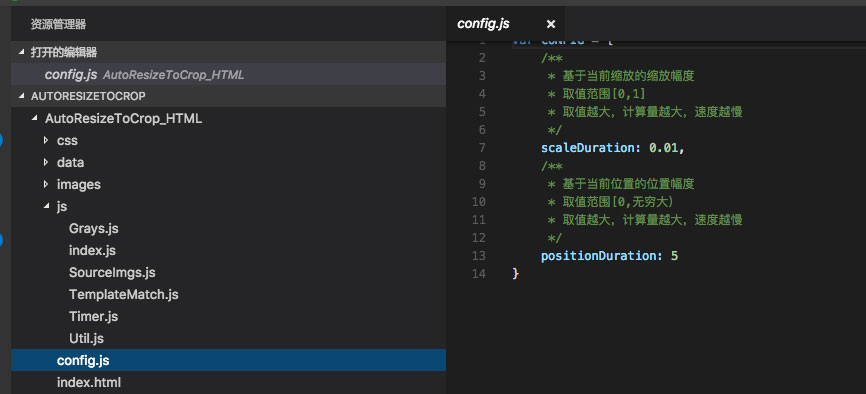 资源管理器
打开的编辑器
config.js AutoResizeToCrop_HTML
AUTORESIZETOCROP
AutoResizeToCrop_HTML
css
data
images
js
Grays.js
index.js
SourceImgs.js
TemplateMatch.js
Timer.js
Util.js
config.js
index.html
config.js ×
1 var CONFIG = {
2 /**
3 * 基于当前缩放的缩放幅度
4 * 取值范围[0,1]
5 * 取值越大，计算量越大，速度越慢
6 */
7 scaleDuration: 0.01,
8 /**
9 * 基于当前位置的位置幅度
10 * 取值范围[0,无穷大)
11 * 取值越大，计算量越大，速度越慢
12 */
13 positionDuration: 5
14 }